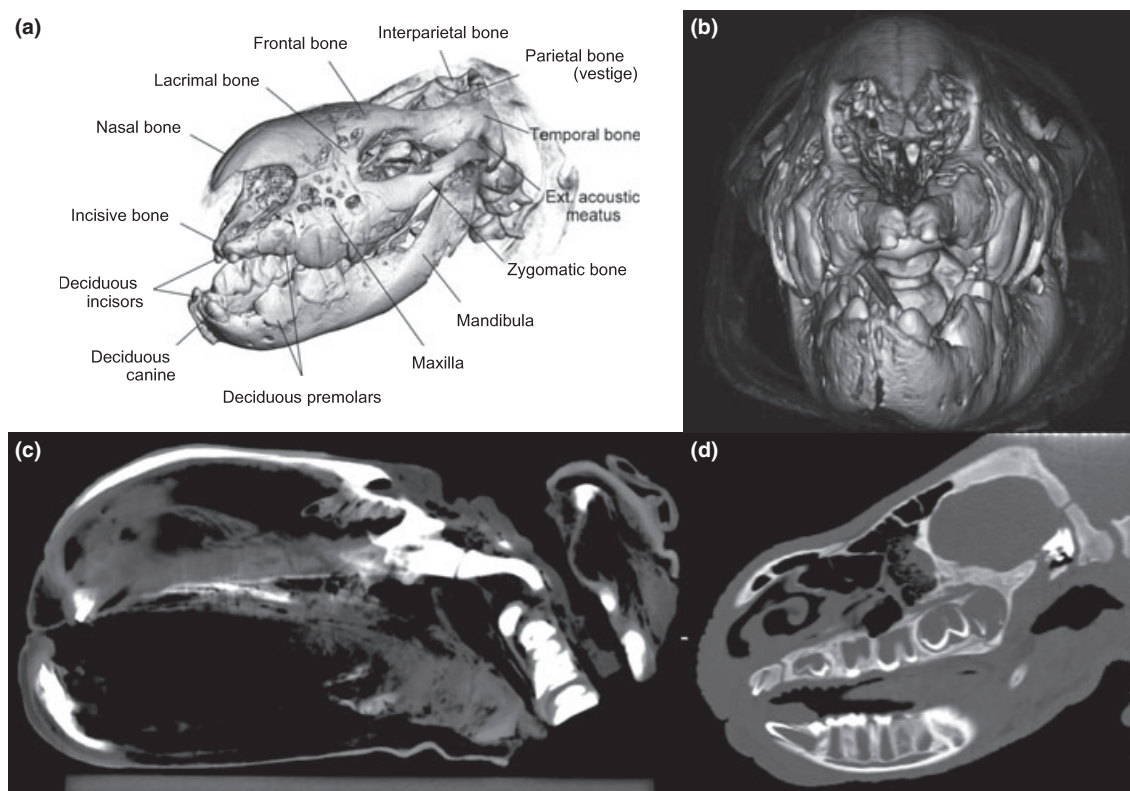 (a)
Interparietal bone
Frontal bone
Parietal bone
(vestige)
Lacrimal bone
Nasal bone
Temporal bone
Ext. acoustic
meatus
Incisive bone
Zygomatic bone
Deciduous
incisors
Mandibula
Deciduous
canine
Maxilla
Deciduous premolars
(b)
(c)
(d)